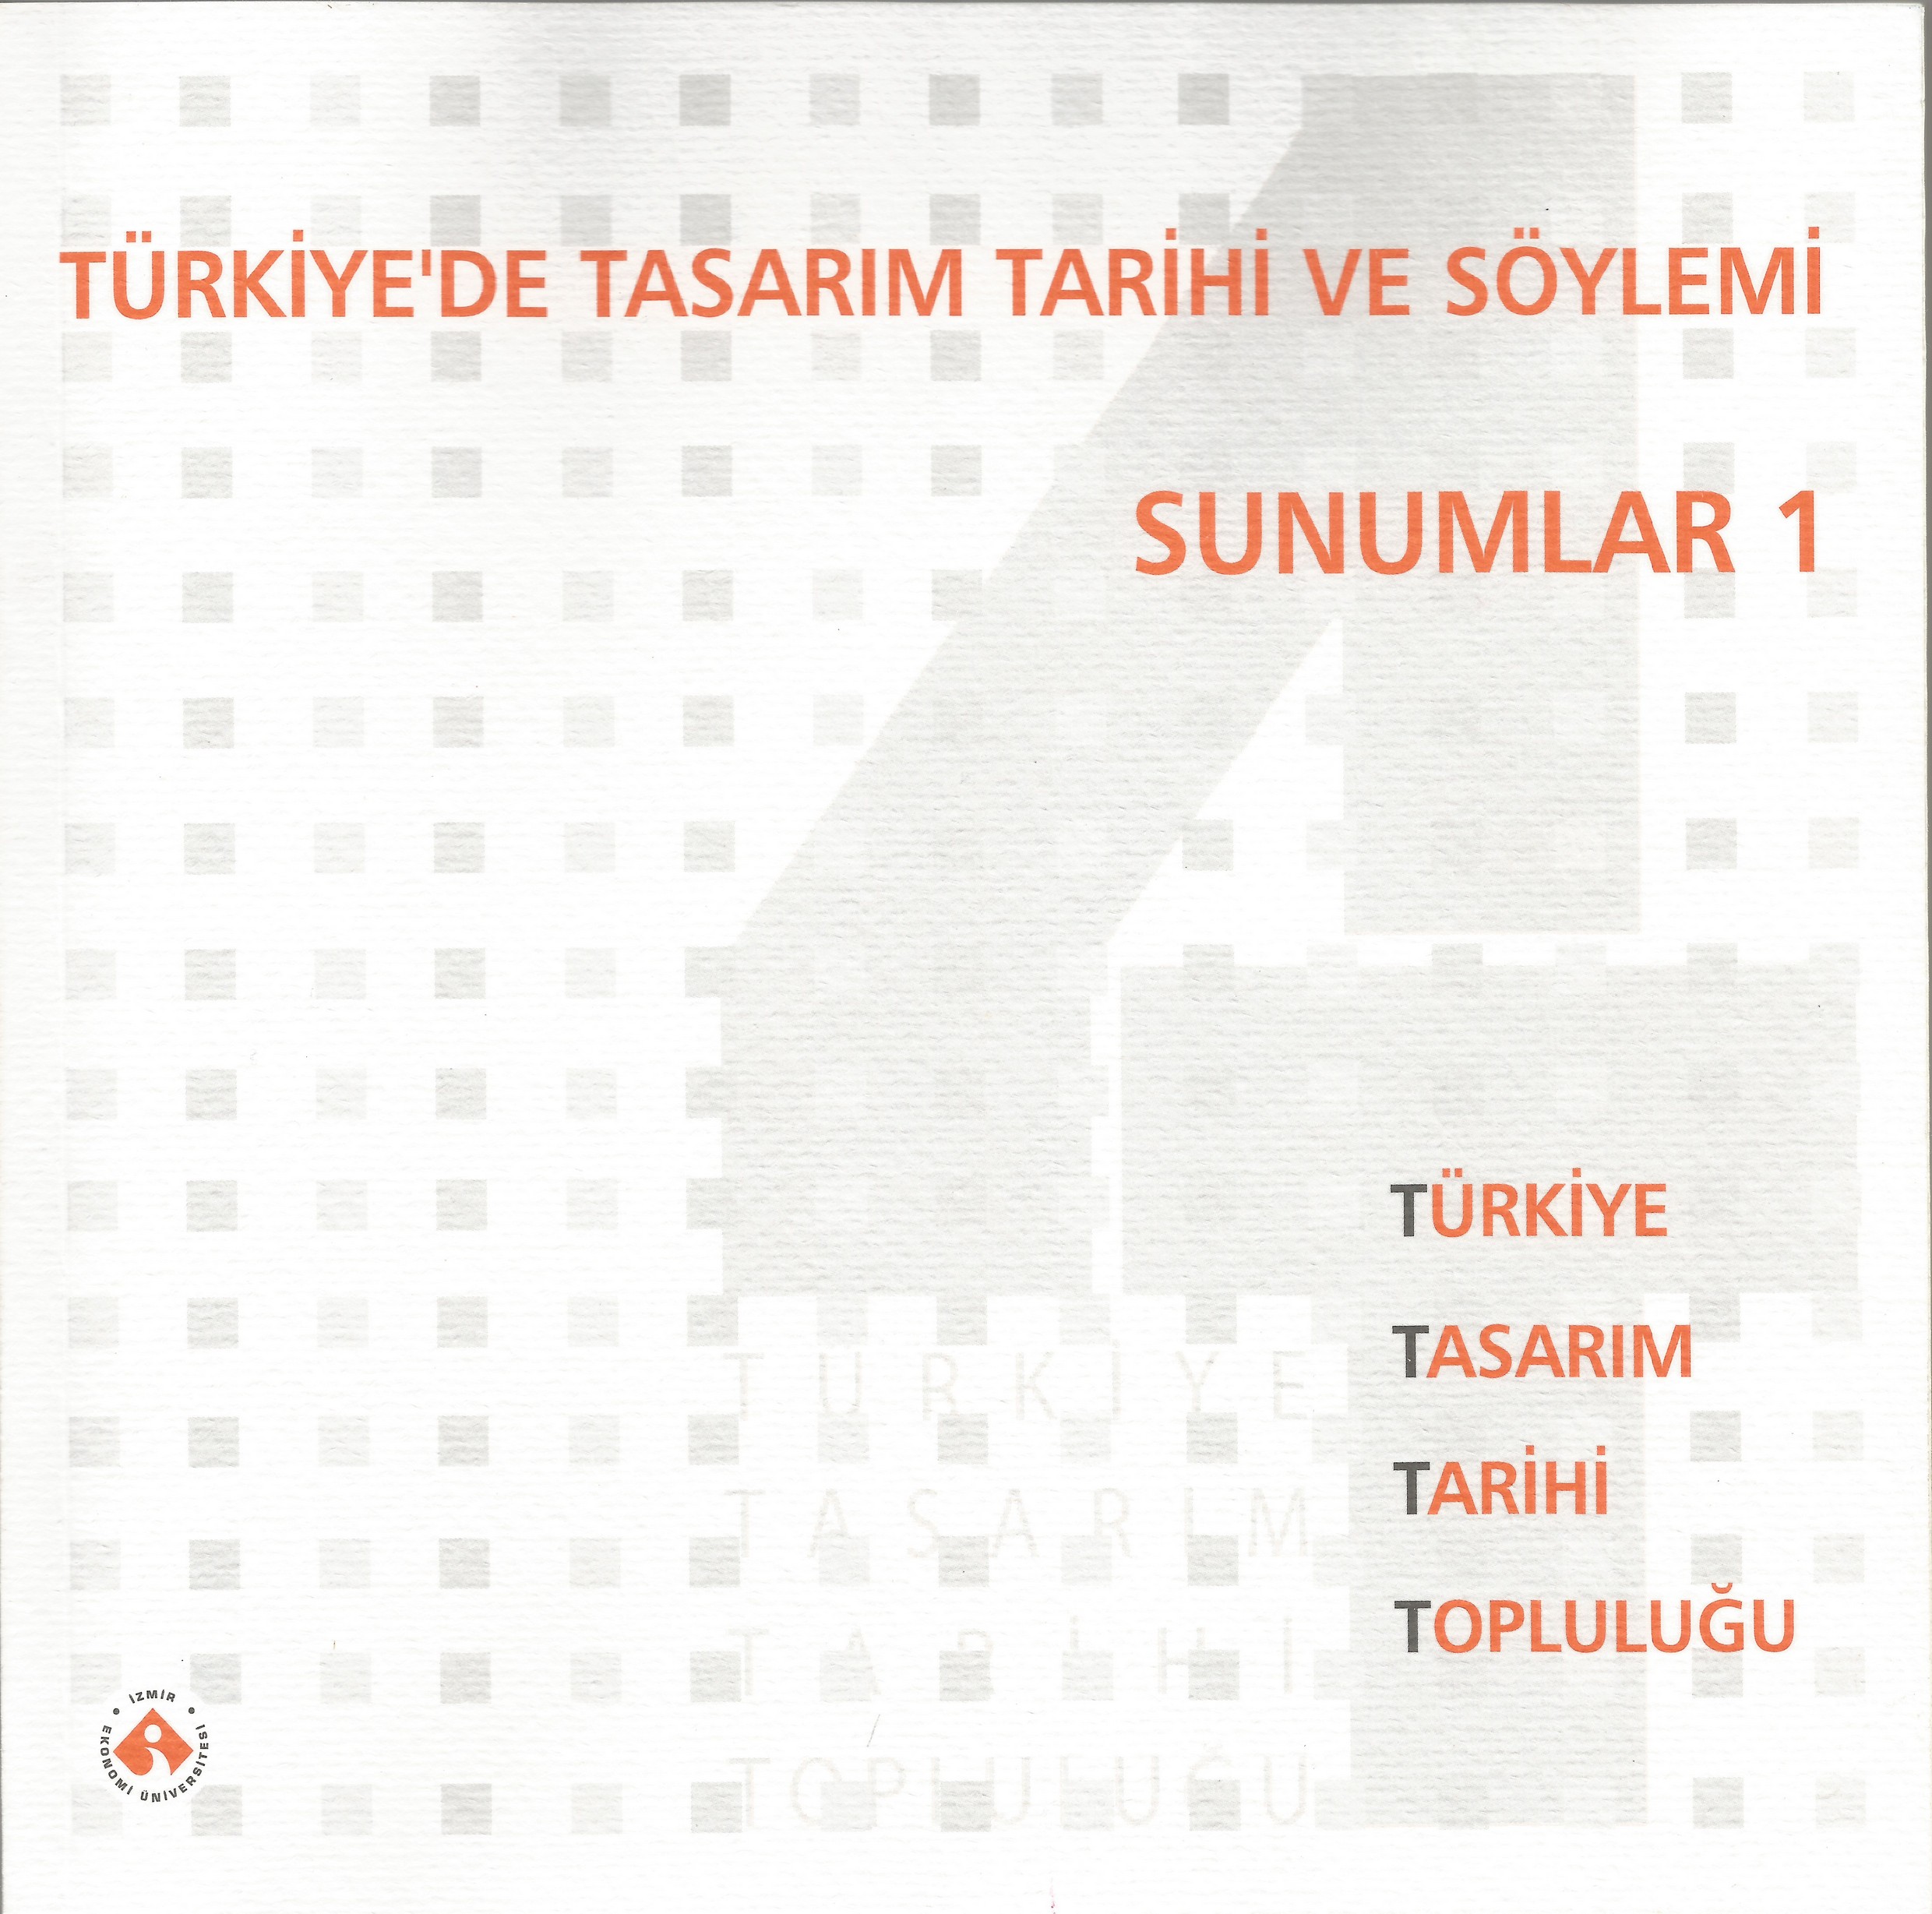 TÜRKİYE'DE TASARIM TARİHİ VE SÖYLEMİ
SUNUMLAR 1
TÜRKİYE
TASARIM
TARİHİ
TOPLULUĞU
TÜRKİYE
TASARIM
TARİHİ
TOPLULUĞU
İZMİR
EKONOMİ ÜNİVERSİTESİ